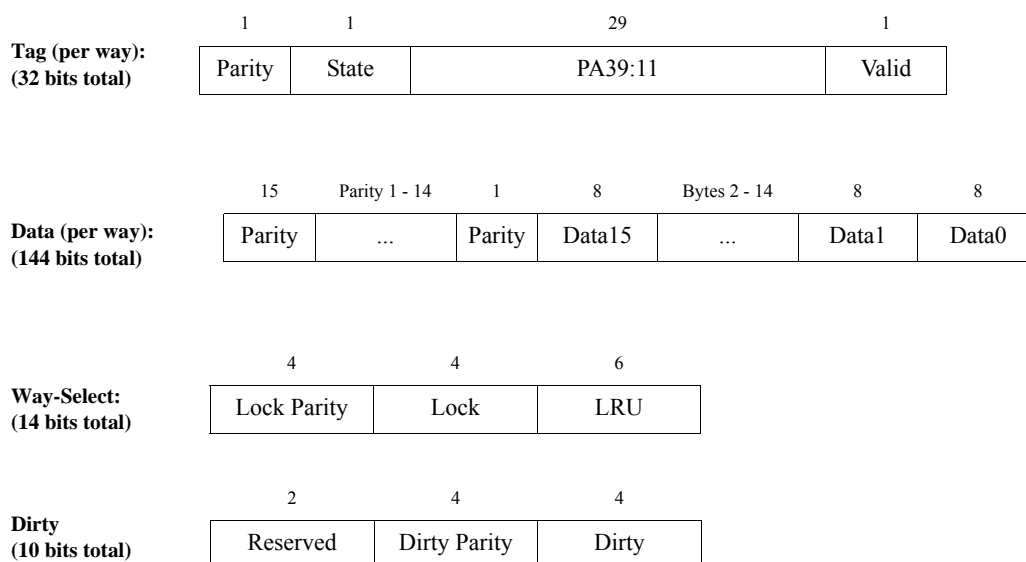 1 1 29 1
Tag (per way):
(32 bits total)
Parity State PA39:11 Valid
15 Parity 1 - 14 1 8 Bytes 2 - 14 8 8
Data (per way):
(144 bits total)
Parity ... Parity Data15 ... Data1 Data0
4 4 6
Way-Select:
(14 bits total)
Lock Parity Lock LRU
2 4 4
Dirty
(10 bits total)
Reserved Dirty Parity Dirty